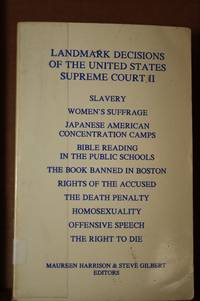 LANDMARK DECISIONS
OF THE UNITED STATES
SUPREME COURT II
SLAVERY
WOMEN'S SUFFRAGE
JAPANESE AMERICAN
CONCENTRATION CAMPS
BIBLE READING
IN THE PUBLIC SCHOOLS
THE BOOK BANNED IN BOSTON
RIGHTS OF THE ACCUSED
THE DEATH PENALTY
HOMOSEXUALITY
OFFENSIVE SPEECH
THE RIGHT TO DIE
MAUREEN HARRISON & STEVE GILBERT
EDITORS